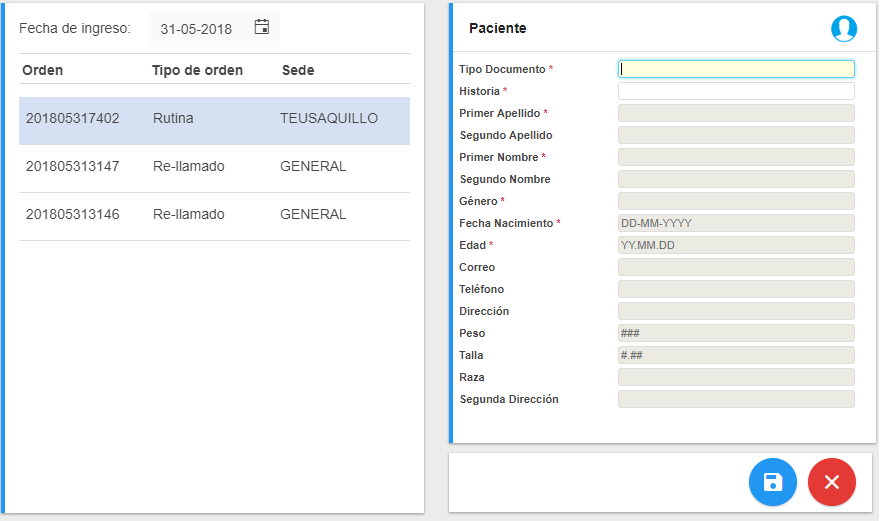 Fecha de ingreso: 31-05-2018
Orden Tipo de orden Sede
201805317402 Rutina TEUSAQUILLO
201805313147 Re-llamado GENERAL
201805313146 Re-llamado GENERAL
Paciente
Tipo Documento *
Historia *
Primer Apellido *
Segundo Apellido
Primer Nombre *
Segundo Nombre
Género *
Fecha Nacimiento * DD-MM-YYYY
Edad * YY.MM.DD
Correo
Teléfono
Dirección
Peso ###
Talla #.##
Raza
Segunda Dirección